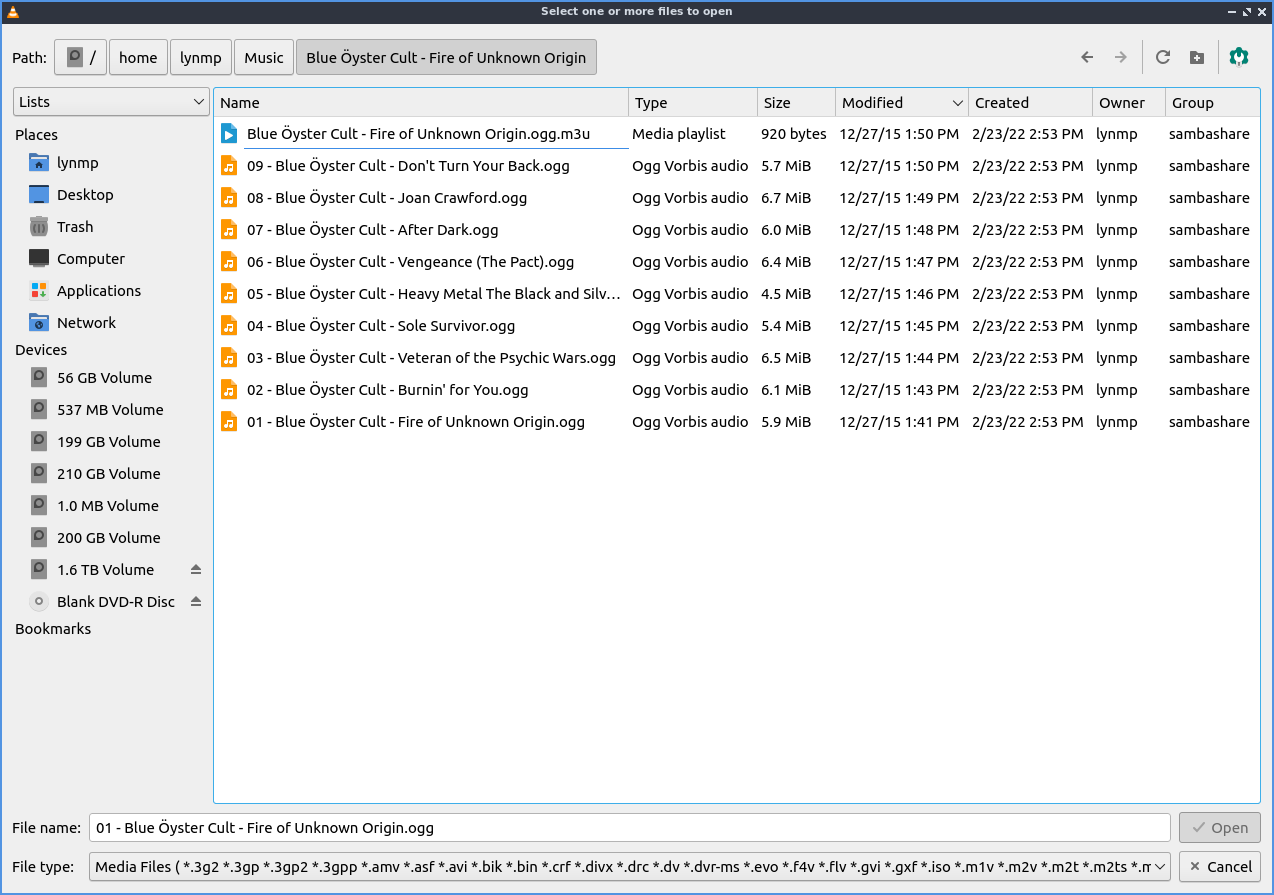 Select one or more files to open
Path: / home lynmp Music Blue Öyster Cult - Fire of Unknown Origin
Lists
Places
lynmp
Desktop
Trash
Computer
Applications
Network
Devices
56 GB Volume
537 MB Volume
199 GB Volume
210 GB Volume
1.0 MB Volume
200 GB Volume
1.6 TB Volume
Blank DVD-R Disc
Bookmarks
Name Type Size Modified Created Owner Group
Blue Öyster Cult - Fire of Unknown Origin.ogg.m3u Media playlist 920 bytes 12/27/15 1:50 PM 2/23/22 2:53 PM lynmp sambashare
09 - Blue Öyster Cult - Don't Turn Your Back.ogg Ogg Vorbis audio 5.7 MiB 12/27/15 1:50 PM 2/23/22 2:53 PM lynmp sambashare
08 - Blue Öyster Cult - Joan Crawford.ogg Ogg Vorbis audio 6.7 MiB 12/27/15 1:49 PM 2/23/22 2:53 PM lynmp sambashare
07 - Blue Öyster Cult - After Dark.ogg Ogg Vorbis audio 6.0 MiB 12/27/15 1:48 PM 2/23/22 2:53 PM lynmp sambashare
06 - Blue Öyster Cult - Vengeance (The Pact).ogg Ogg Vorbis audio 6.4 MiB 12/27/15 1:47 PM 2/23/22 2:53 PM lynmp sambashare
05 - Blue Öyster Cult - Heavy Metal The Black and Silv… Ogg Vorbis audio 4.5 MiB 12/27/15 1:46 PM 2/23/22 2:53 PM lynmp sambashare
04 - Blue Öyster Cult - Sole Survivor.ogg Ogg Vorbis audio 5.4 MiB 12/27/15 1:45 PM 2/23/22 2:53 PM lynmp sambashare
03 - Blue Öyster Cult - Veteran of the Psychic Wars.ogg Ogg Vorbis audio 6.5 MiB 12/27/15 1:44 PM 2/23/22 2:53 PM lynmp sambashare
02 - Blue Öyster Cult - Burnin' for You.ogg Ogg Vorbis audio 6.1 MiB 12/27/15 1:43 PM 2/23/22 2:53 PM lynmp sambashare
01 - Blue Öyster Cult - Fire of Unknown Origin.ogg Ogg Vorbis audio 5.9 MiB 12/27/15 1:41 PM 2/23/22 2:53 PM lynmp sambashare
File name: 01 - Blue Öyster Cult - Fire of Unknown Origin.ogg Open
File type: Media Files ( *.3g2 *.3gp *.3gp2 *.3gpp *.amv *.asf *.avi *.bik *.bin *.crf *.divx *.drc *.dv *.dvr-ms *.evo *.f4v *.flv *.gvi *.gxf *.iso *.m1v *.m2v *.m2t *.m2ts *.m Cancel